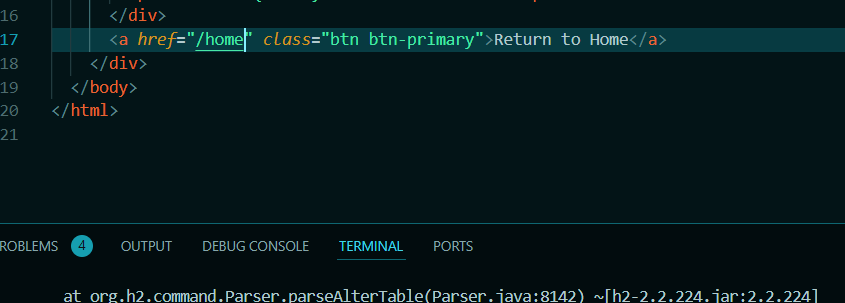 16 </div>
17 <a href="/home" class="btn btn-primary">Return to Home</a>
18 </div>
19 </body>
20 </html>
21
ROBLEMS 4 OUTPUT DEBUG CONSOLE TERMINAL PORTS
at org.h2.command.Parser.parseAlterTable(Parser.java:8142) ~[h2-2.2.224.jar:2.2.224]